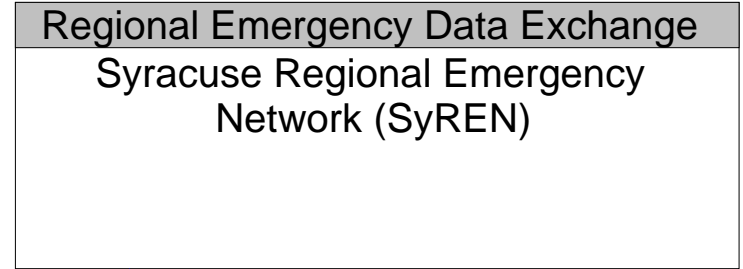 Regional Emergency Data Exchange
Syracuse Regional Emergency
Network (SyREN)